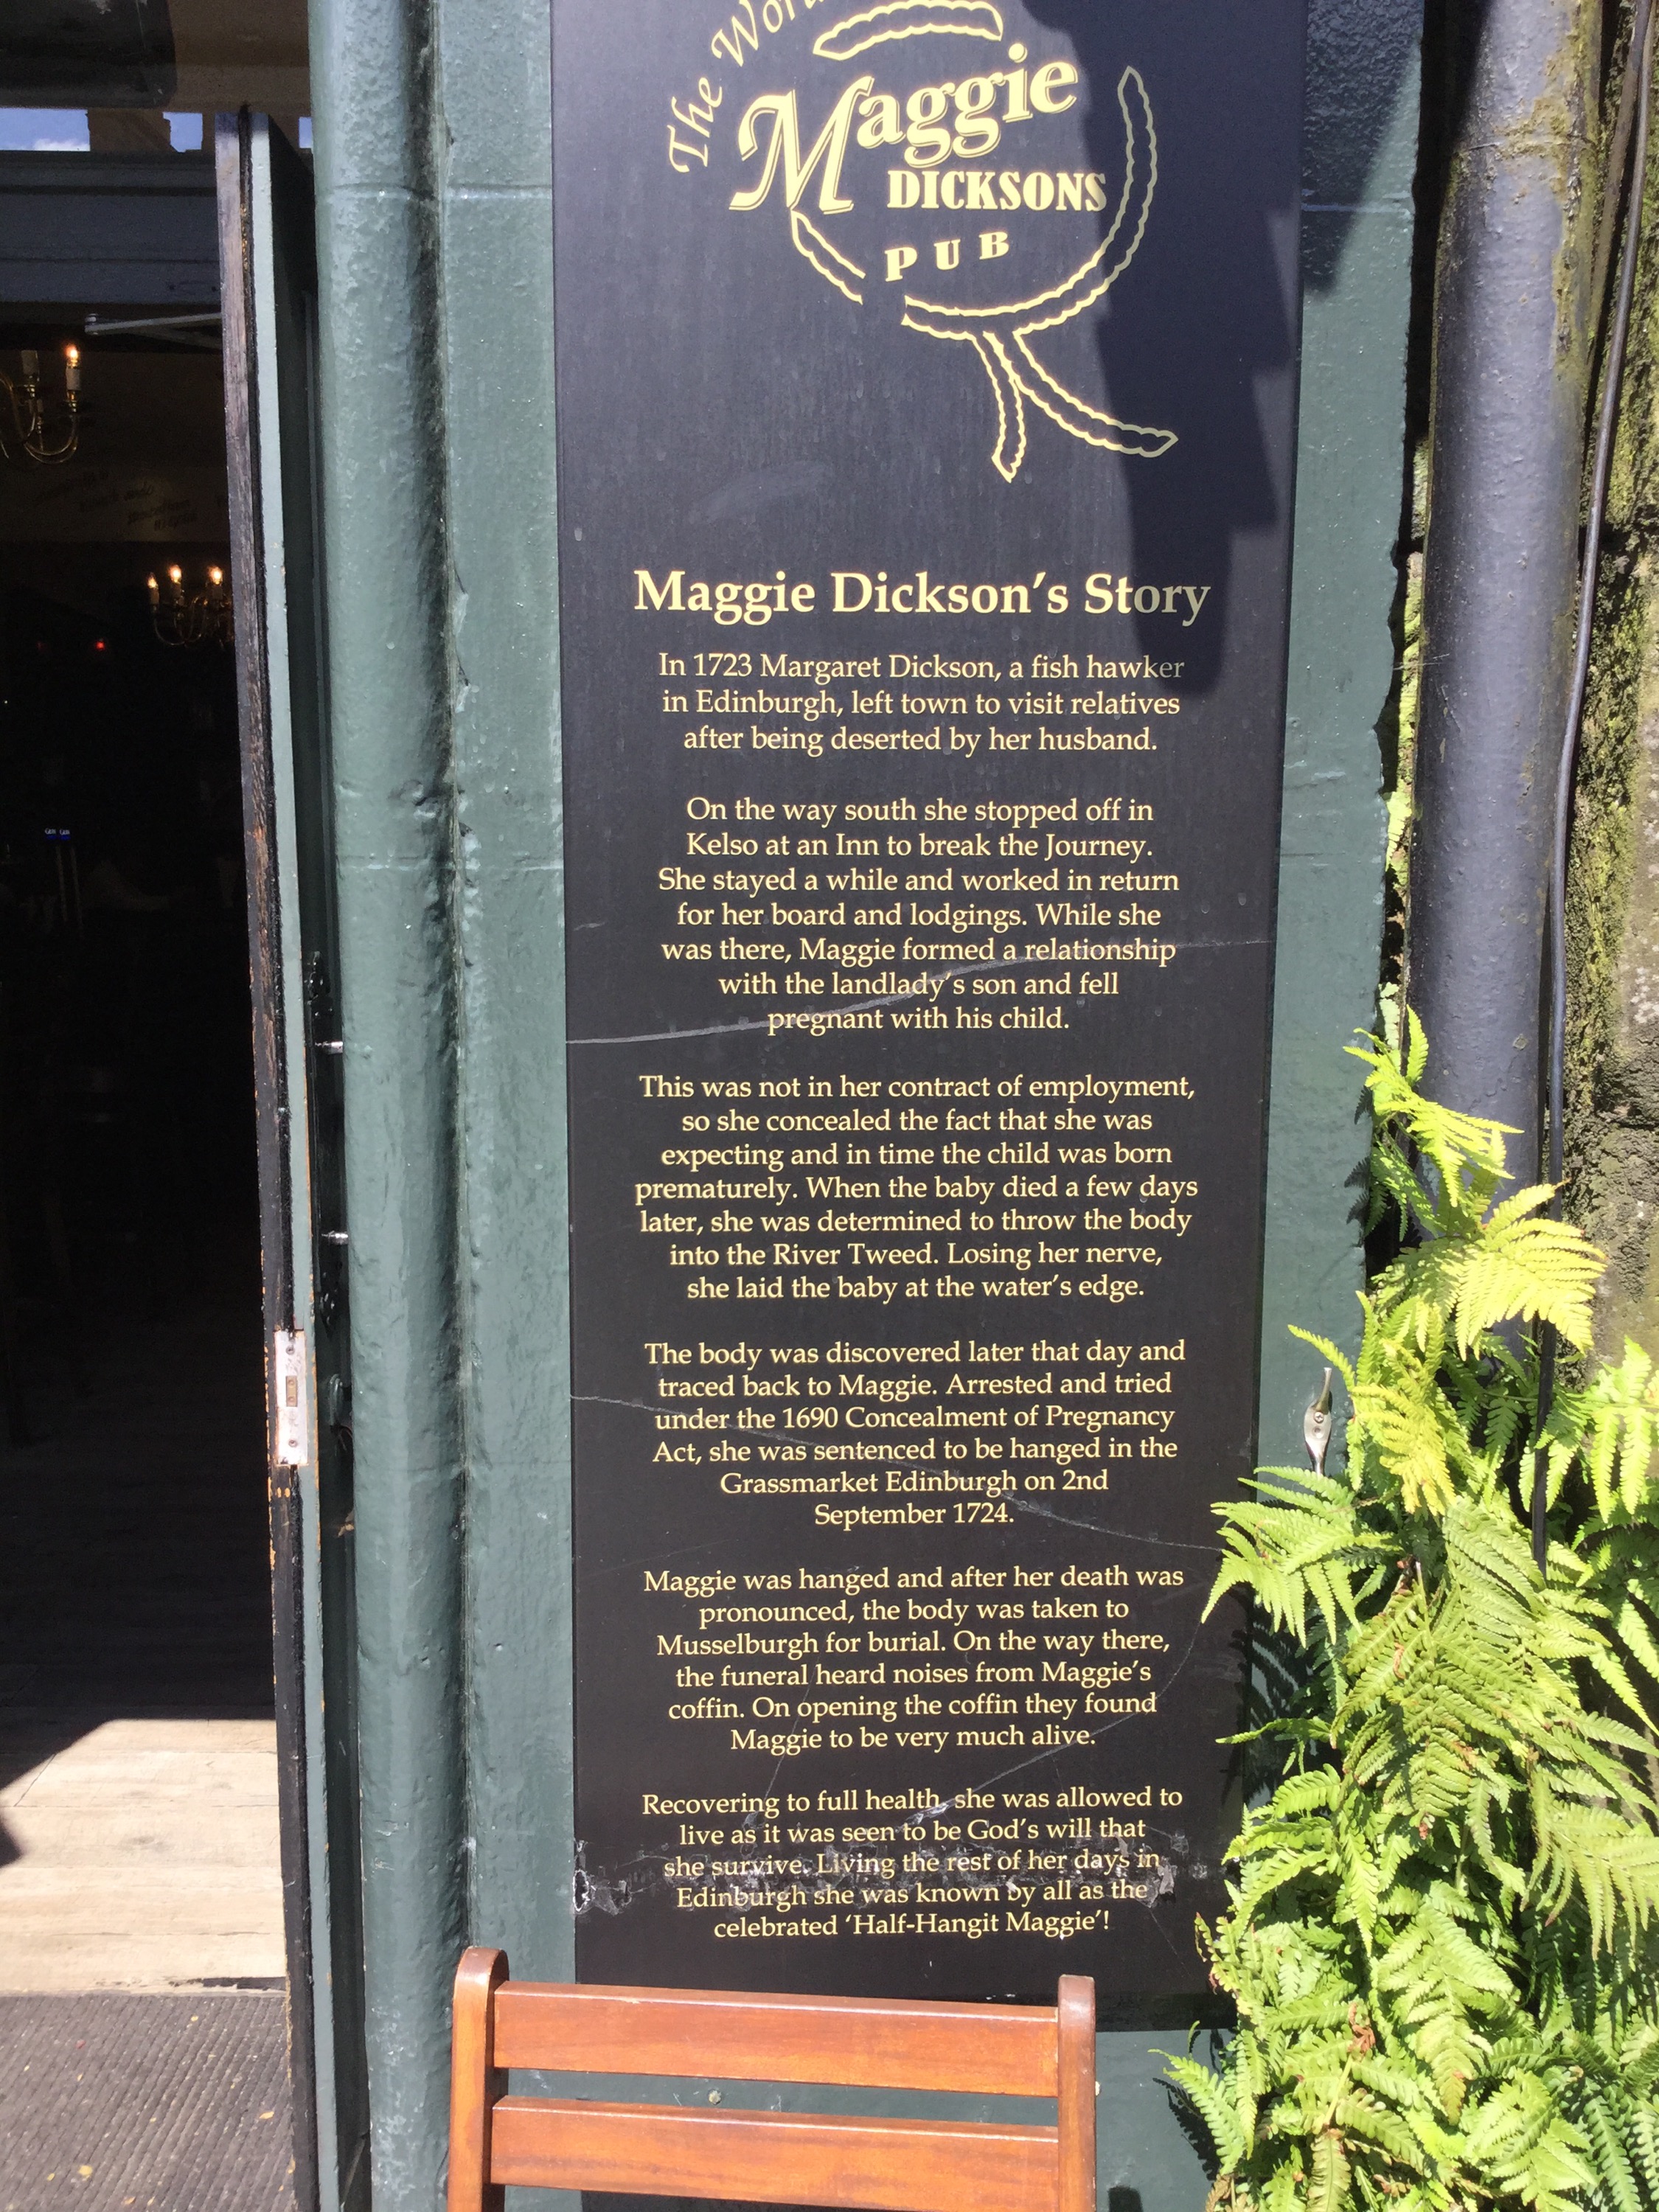 The
Maggie
DICKSONS
PUB
Maggie Dickson's Story
In 1723 Margaret Dickson, a fish hawker
in Edinburgh, left town to visit relatives
after being deserted by her husband.
On the way south she stopped off in
Kelso at an Inn to break the Journey.
She stayed a while and worked in return
for her board and lodgings. While she
was there, Maggie formed a relationship
with the landlady's son and fell
pregnant with his child.
This was not in her contract of employment,
so she concealed the fact that she was
expecting and in time the child was born
prematurely. When the baby died a few days
later, she was determined to throw the body
into the River Tweed. Losing her nerve,
she laid the baby at the water's edge.
The body was discovered later that day and
traced back to Maggie. Arrested and tried
under the 1690 Concealment of Pregnancy
Act, she was sentenced to be hanged in the
Grassmarket Edinburgh on 2nd
September 1724.
Maggie was hanged and after her death was
pronounced, the body was taken to
Musselburgh for burial. On the way there,
the funeral heard noises from Maggie's
coffin. On opening the coffin they found
Maggie to be very much alive.
Recovering to full health, she was allowed to
live as it was seen to be God's will that
she survive. Living the rest of her days in
Edinburgh she was known by all as the
celebrated 'Half-Hangit Maggie'!